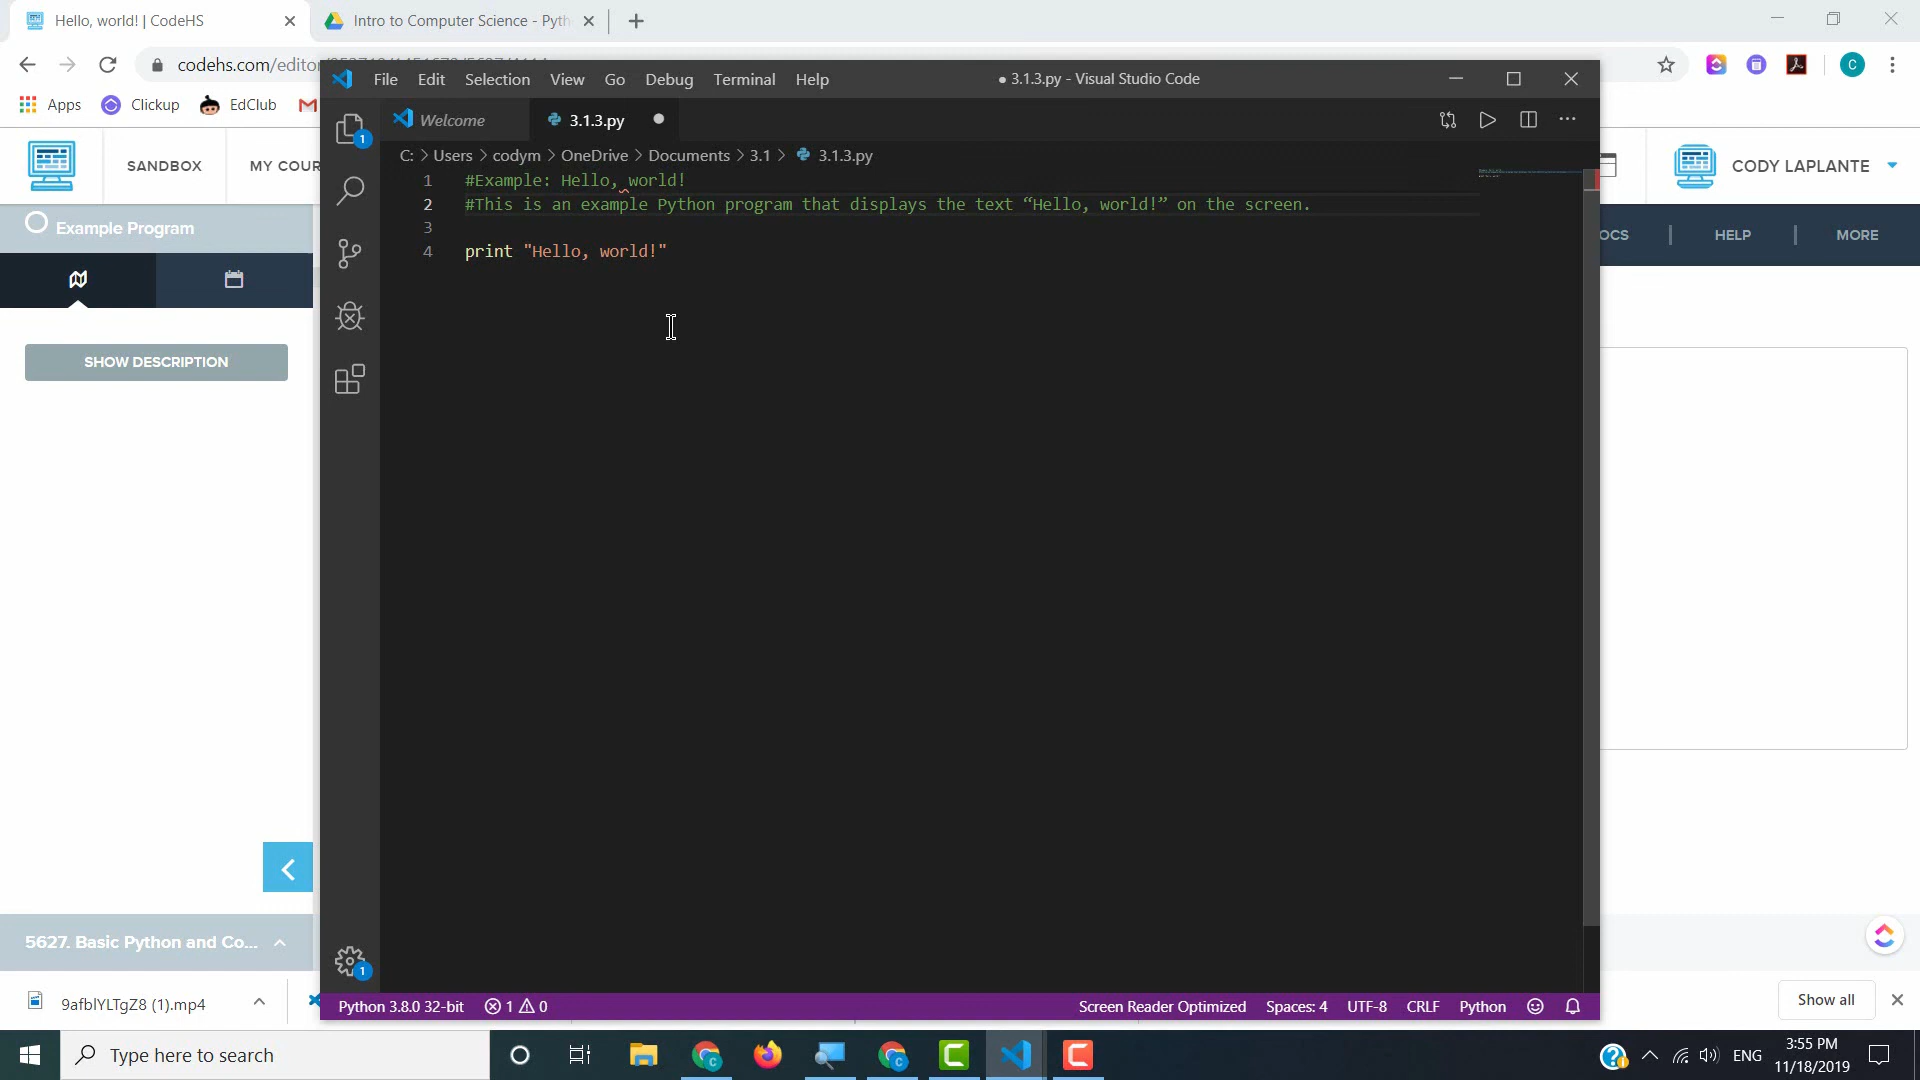 Hello, world! | CodeHS
Intro to Computer Science - Pyth
codehs.com/editor
Apps
Clickup
EdClub
SANDBOX
MY COUR
CODY LAPLANTE
OCS
HELP
MORE
Example Program
SHOW DESCRIPTION
5627. Basic Python and Co...
File Edit Selection View Go Debug Terminal Help
● 3.1.3.py - Visual Studio Code
Welcome
3.1.3.py
C: > Users > codym > OneDrive > Documents > 3.1 > 3.1.3.py
1 #Example: Hello, world!
2 #This is an example Python program that displays the text “Hello, world!” on the screen.
3
4 print "Hello, world!"
1
1
Python 3.8.0 32-bit 1 0
Screen Reader Optimized Spaces: 4 UTF-8 CRLF Python
9afblYLTgZ8 (1).mp4
Show all
Type here to search
ENG
3:55 PM
11/18/2019